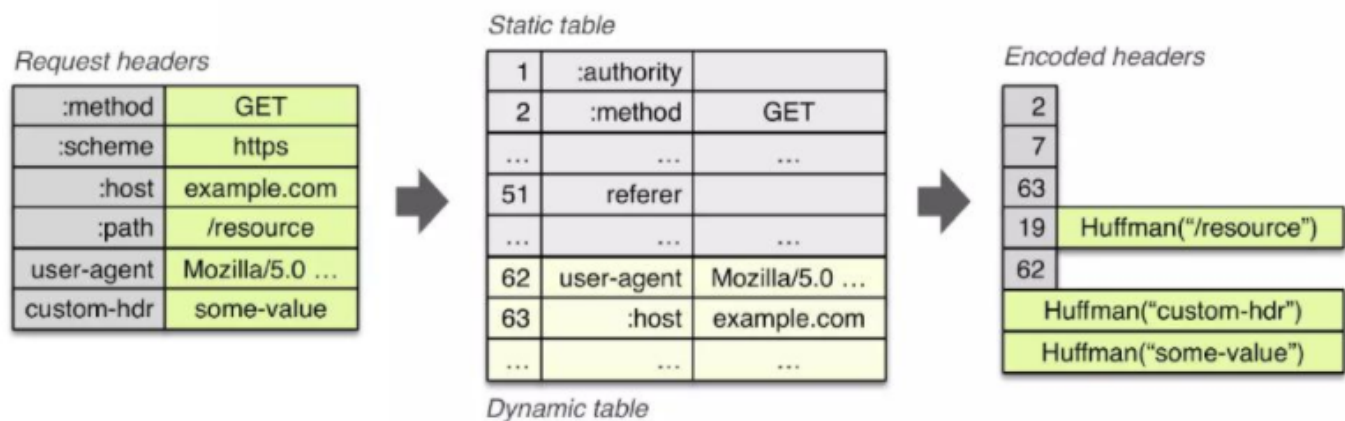 Request headers
:method GET
:scheme https
:host example.com
:path /resource
user-agent Mozilla/5.0 ...
custom-hdr some-value
Static table
1 :authority
2 :method GET
... ... ...
51 referer
... ... ...
62 user-agent Mozilla/5.0 ...
63 :host example.com
... ... ...
Dynamic table
Encoded headers
2
7
63
19 Huffman("/resource")
62
Huffman("custom-hdr")
Huffman("some-value")